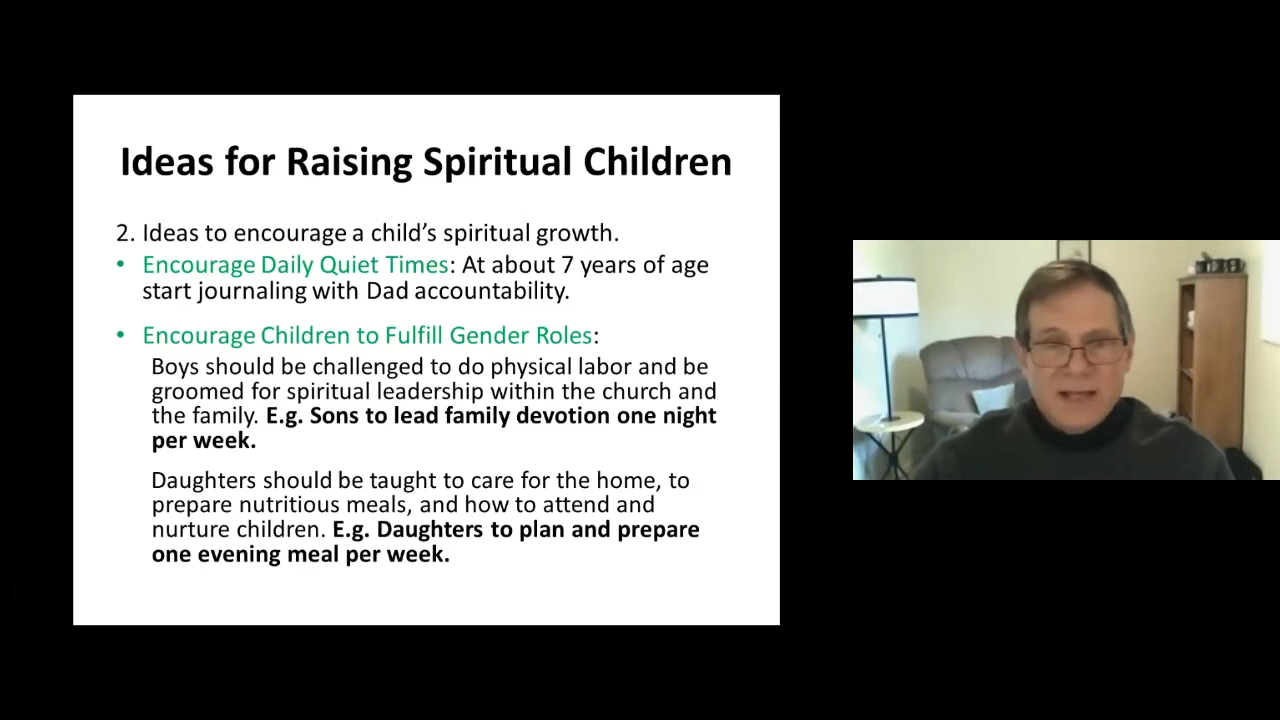 Ideas for Raising Spiritual Children
2. Ideas to encourage a child’s spiritual growth.
• Encourage Daily Quiet Times: At about 7 years of age
start journaling with Dad accountability.
• Encourage Children to Fulfill Gender Roles:
Boys should be challenged to do physical labor and be
groomed for spiritual leadership within the church and
the family. E.g. Sons to lead family devotion one night
per week.
Daughters should be taught to care for the home, to
prepare nutritious meals, and how to attend and
nurture children. E.g. Daughters to plan and prepare
one evening meal per week.